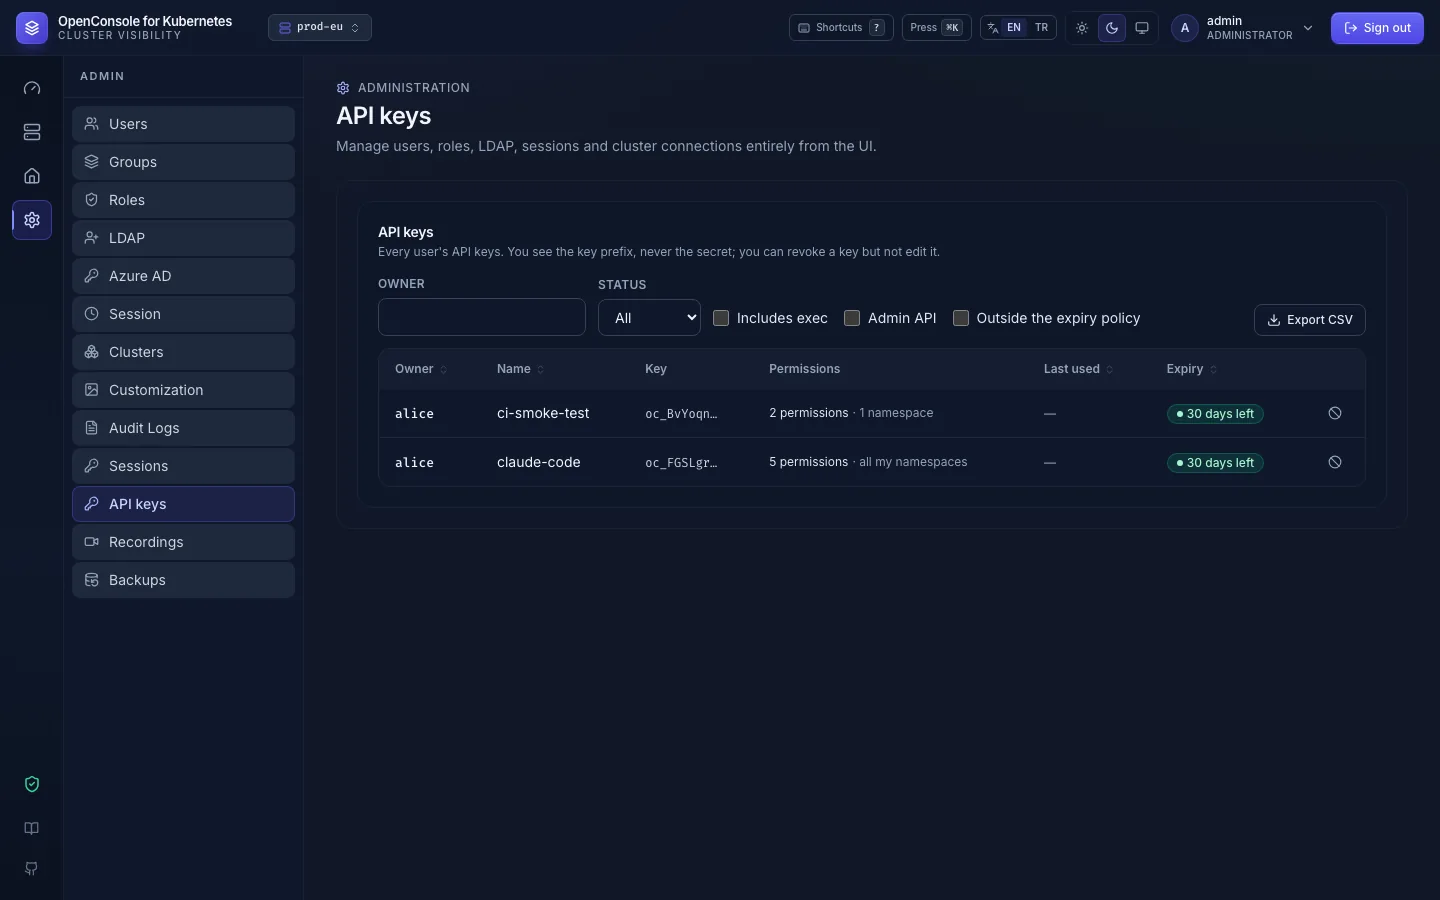 OpenConsole for Kubernetes
CLUSTER VISIBILITY
prod-eu
Shortcuts ?
Press ⌘K
EN TR
A
admin
ADMINISTRATOR
Sign out
ADMIN
Users
Groups
Roles
LDAP
Azure AD
Session
Clusters
Customization
Audit Logs
Sessions
API keys
Recordings
Backups
ADMINISTRATION
API keys
Manage users, roles, LDAP, sessions and cluster connections entirely from the UI.
API keys
Every user's API keys. You see the key prefix, never the secret; you can revoke a key but not edit it.
OWNER STATUS
All Includes exec Admin API Outside the expiry policy Export CSV
Owner Name Key Permissions Last used Expiry
alice ci-smoke-test oc_BvYoqn… 2 permissions · 1 namespace — 30 days left
alice claude-code oc_FGSLgr… 5 permissions · all my namespaces — 30 days left